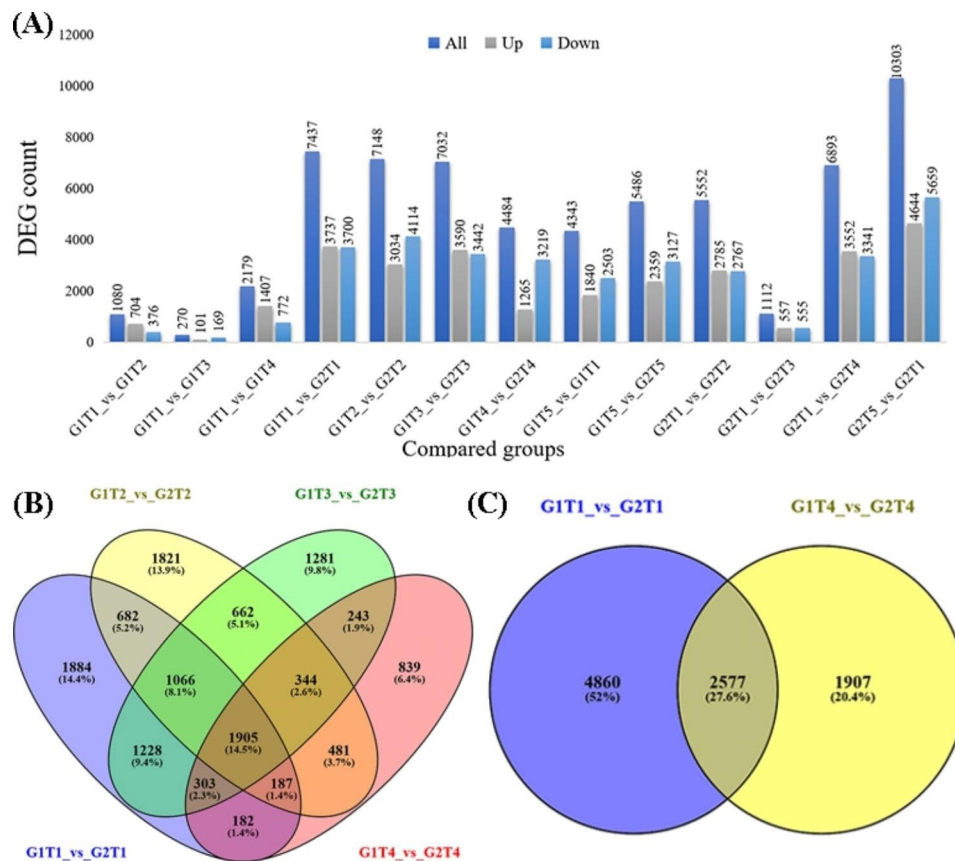 (A)
12000
10000
8000
6000
4000
2000
0
DEG count
All Up Down
1080 704 376
270 101 169
2179 1407 772
7437 3737 3700
7148 3034 4114
7032 3590 3442
4484 1265 3219
4343 1840 2503
5486 2359 3127
5552 2785 2767
1112 557 555
6893 3552 3341
10303 4644 5659
G1T1_vs_G1T2
G1T1_vs_G1T3
G1T1_vs_G1T4
G1T1_vs_G2T1
G1T2_vs_G2T2
G1T3_vs_G2T3
G1T4_vs_G2T4
G1T5_vs_G1T1
G1T5_vs_G2T5
G2T1_vs_G2T2
G2T1_vs_G2T3
G2T1_vs_G2T4
G2T5_vs_G2T1
Compared groups
(B)
G1T2_vs_G2T2
G1T3_vs_G2T3
1821
(13.9%)
1281
(9.8%)
682
(5.2%)
662
(5.1%)
243
(1.9%)
1884
(14.4%)
1066
(8.1%)
344
(2.6%)
839
(6.4%)
1228
(9.4%)
1905
(14.5%)
481
(3.7%)
303
(2.3%)
187
(1.4%)
182
(1.4%)
G1T1_vs_G2T1
G1T4_vs_G2T4
(C)
G1T1_vs_G2T1
G1T4_vs_G2T4
4860
(52%)
2577
(27.6%)
1907
(20.4%)